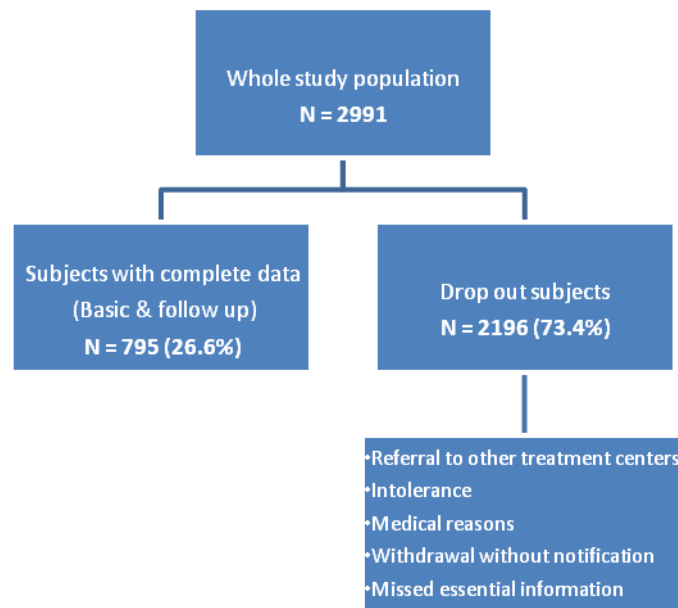 Whole study population
N = 2991
Subjects with complete data
(Basic & follow up)
N = 795 (26.6%)
Drop out subjects
N = 2196 (73.4%)
•Referral to other treatment centers
•Intolerance
•Medical reasons
•Withdrawal without notification
•Missed essential information